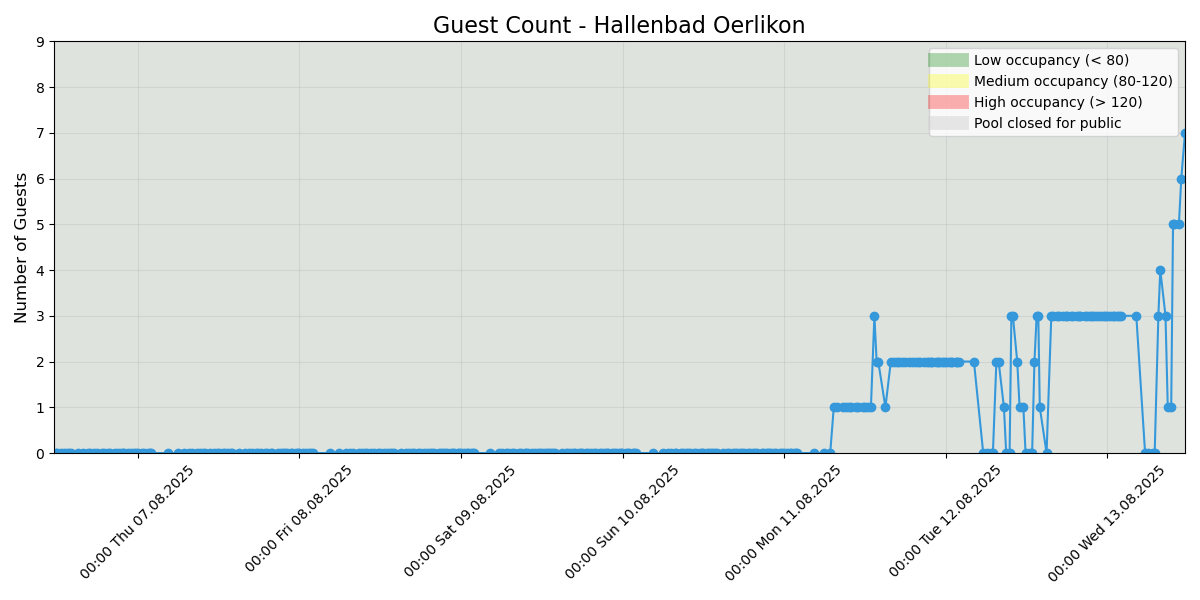 Guest Count - Hallenbad Oerlikon
Number of Guests
9
8
7
6
5
4
3
2
1
0
Low occupancy (< 80)
Medium occupancy (80-120)
High occupancy (> 120)
Pool closed for public
00:00 Thu 07.08.2025
00:00 Fri 08.08.2025
00:00 Sat 09.08.2025
00:00 Sun 10.08.2025
00:00 Mon 11.08.2025
00:00 Tue 12.08.2025
00:00 Wed 13.08.2025